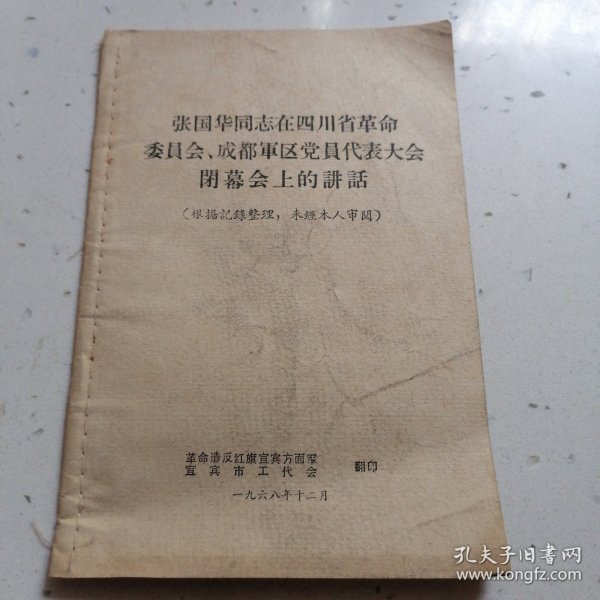 张国华同志在四川省革命
委員会、成都軍区党員代表大会
閉幕会上的講話
(根据記錄整理，未經本人审閱)
革命造反红旗宜宾方面军
宜宾市工代会
翻印
一九六八年十二月
孔夫子旧书网
www.kongfz.com